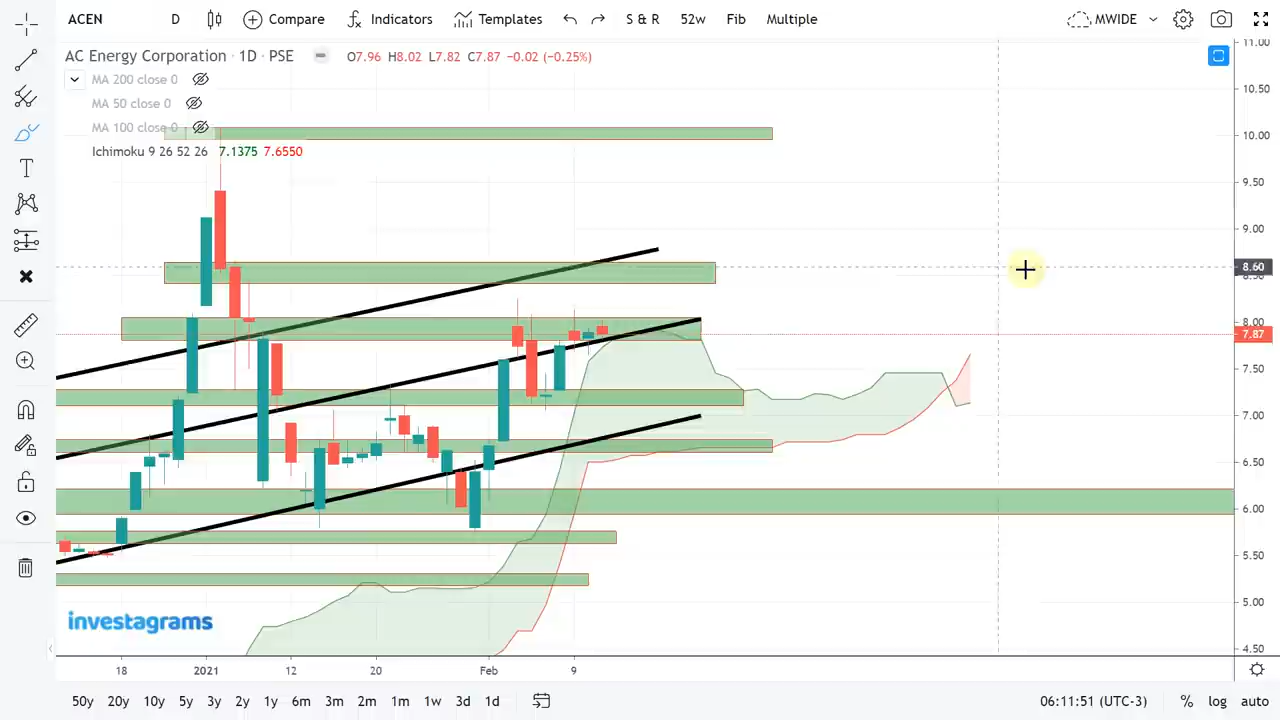 ACEN D Compare Indicators Templates S & R 52w Fib Multiple MWIDE
AC Energy Corporation · 1D · PSE O7.96 H8.02 L7.82 C7.87 −0.02 (−0.25%)
MA 200 close 0
MA 50 close 0
MA 100 close 0
Ichimoku 9 26 52 26 7.1375 7.6550
11.00
10.50
10.00
9.50
9.00
8.60
8.50
8.00
7.87
7.50
7.00
6.50
6.00
5.50
5.00
4.50
investagrams
18 2021 12 20 Feb 9
50y 20y 10y 5y 3y 2y 1y 6m 3m 2m 1m 1w 3d 1d 06:11:51 (UTC-3) % log auto